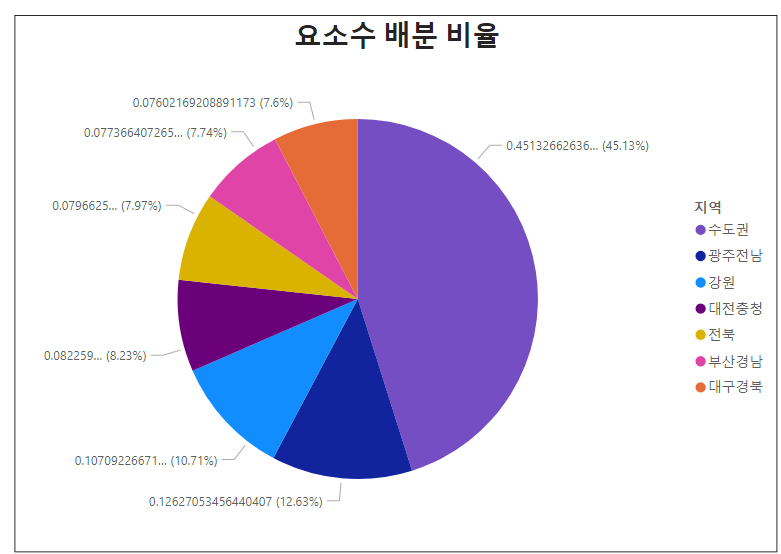 요소수 배분 비율
0.07602169208891173 (7.6%)
0.077366407265... (7.74%)
0.45132662636... (45.13%)
0.0796625... (7.97%)
지역
수도권
광주전남
강원
대전충청
전북
부산경남
대구경북
0.082259... (8.23%)
0.10709226671... (10.71%)
0.12627053456440407 (12.63%)